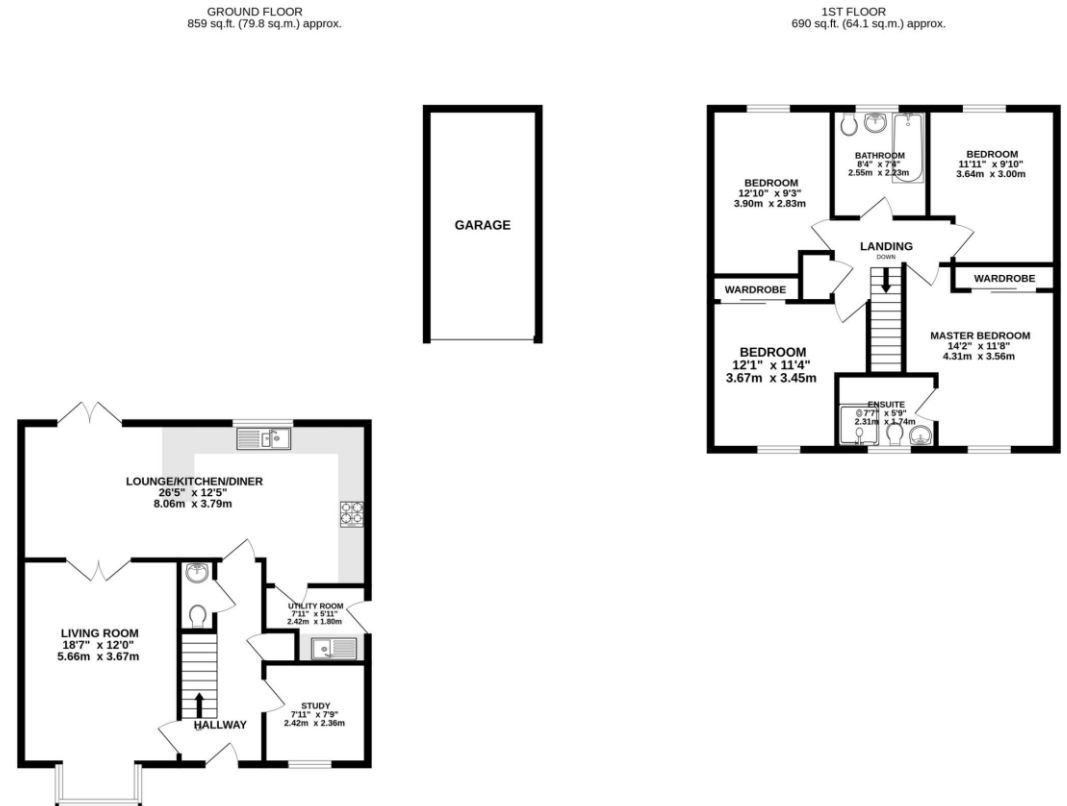 GROUND FLOOR
859 sq.ft. (79.8 sq.m.) approx.
1ST FLOOR
690 sq.ft. (64.1 sq.m.) approx.
GARAGE
LOUNGE/KITCHEN/DINER
26'5" x 12'5"
8.06m x 3.79m
UTILITY ROOM
7'11" x 5'11"
2.42m x 1.80m
LIVING ROOM
18'7" x 12'0"
5.66m x 3.67m
STUDY
7'11" x 7'9"
2.42m x 2.36m
HALLWAY
BATHROOM
8'4" x 7'4"
2.55m x 2.23m
BEDROOM
11'11" x 9'10"
3.64m x 3.00m
BEDROOM
12'10" x 9'3"
3.90m x 2.83m
LANDING
DOWN
WARDROBE
WARDROBE
MASTER BEDROOM
14'2" x 11'8"
4.31m x 3.56m
BEDROOM
12'1" x 11'4"
3.67m x 3.45m
ENSUITE
7'7" x 5'9"
2.31m x 1.74m